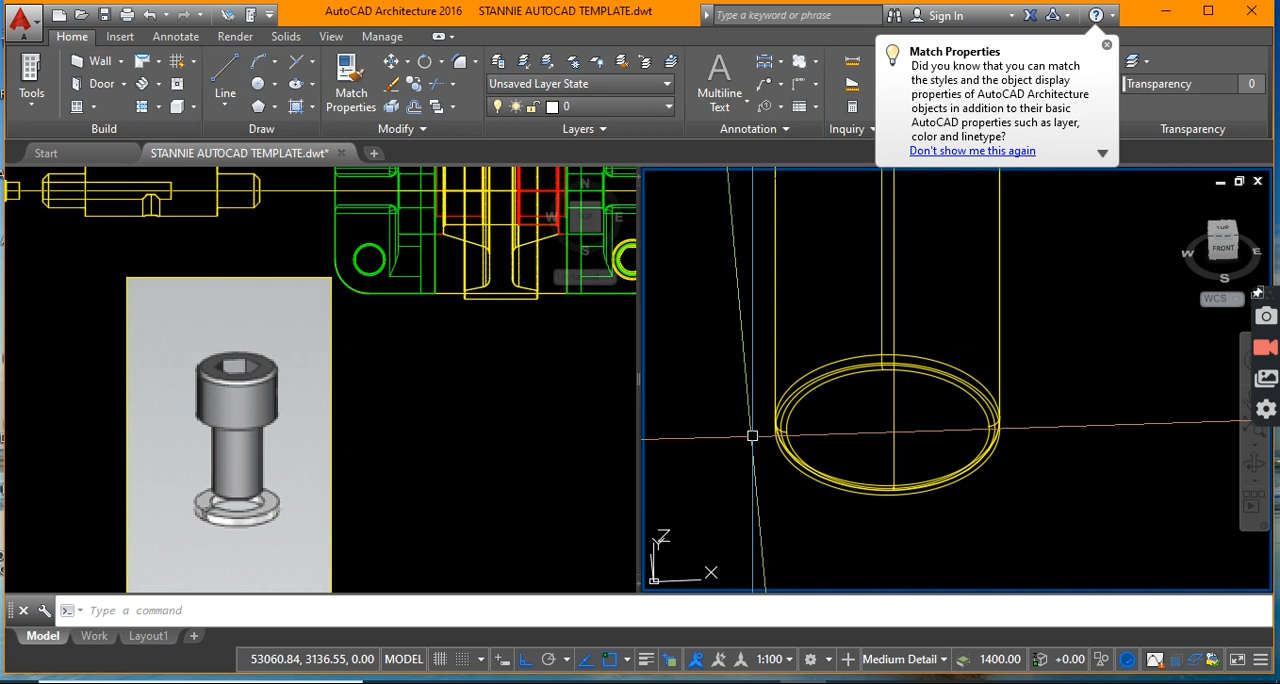 AutoCAD Architecture 2016 STANNIE AUTOCAD TEMPLATE.dwt
Type a keyword or phrase
Sign In
Home Insert Annotate Render Solids View Manage
A
Wall
Door
Tools
Build
Line
Draw
Match
Properties
Modify
Unsaved Layer State
0
Layers
A
Multiline
Text
Annotation
Inquiry
Transparency 0
Transparency
Match Properties
Did you know that you can match
the styles and the object display
properties of AutoCAD Architecture
objects in addition to their basic
AutoCAD properties such as layer,
color and linetype?
Don't show me this again
Start STANNIE AUTOCAD TEMPLATE.dwt* +
N
W E
S
TOP
FRONT
W E
S
WCS
Z
Y
X
Type a command
Model Work Layout1 +
53060.84, 3136.55, 0.00 MODEL 1:100 Medium Detail 1400.00 +0.00